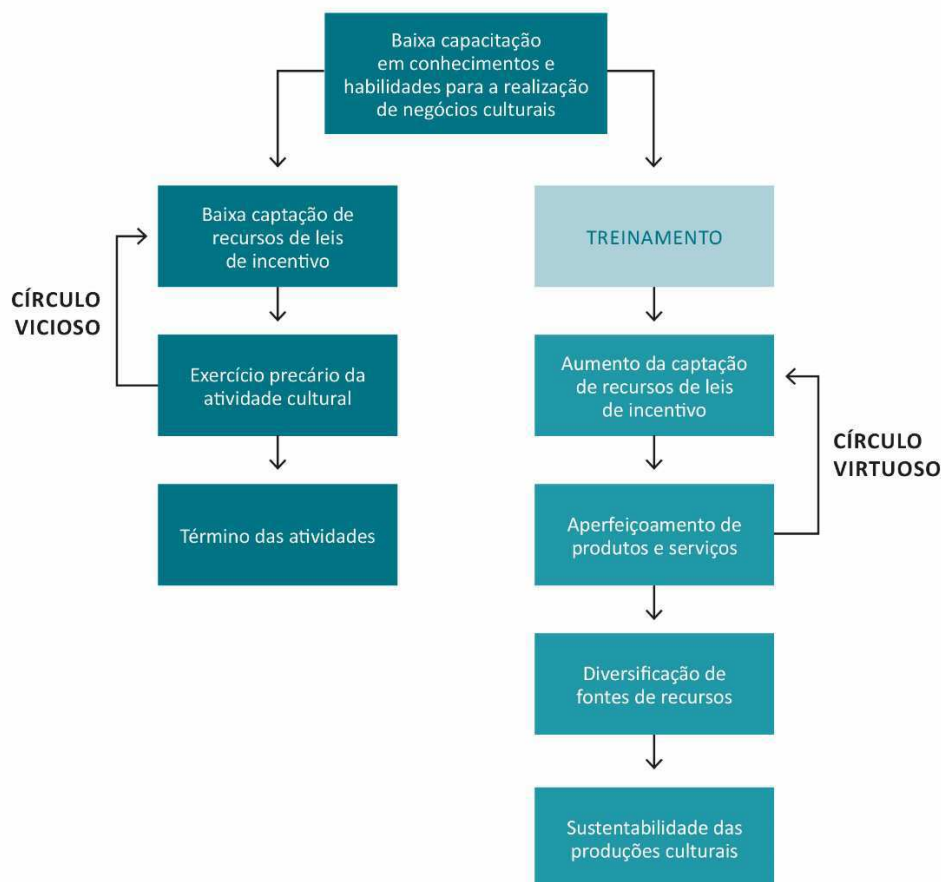 Baixa capacitação
em conhecimentos e
habilidades para a realização
de negócios culturais
Baixa captação de
recursos de leis
de incentivo
TREINAMENTO
CÍRCULO
VICIOSO
Exercício precário da
atividade cultural
Aumento da captação
de recursos de leis
de incentivo
CÍRCULO
VIRTUOSO
Término das atividades
Aperfeiçoamento de
produtos e serviços
Diversificação de
fontes de recursos
Sustentabilidade das
produções culturais